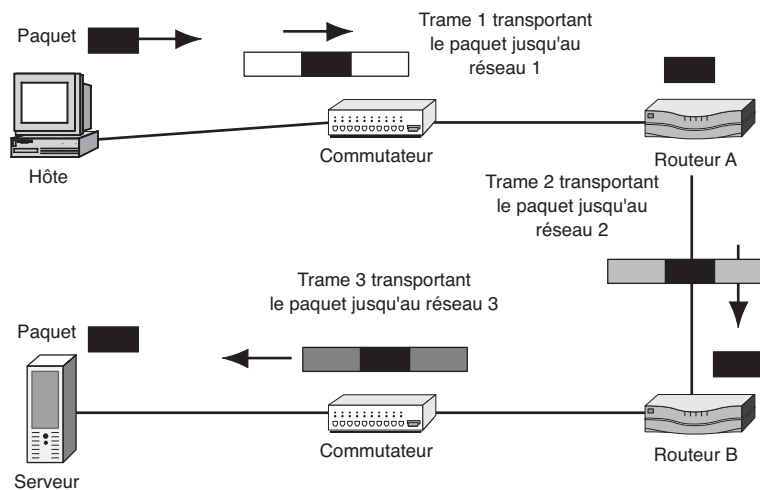 Paquet
Trame 1 transportant
le paquet jusqu'au
réseau 1
Hôte
Commutateur
Routeur A
Trame 2 transportant
le paquet jusqu'au
réseau 2
Trame 3 transportant
le paquet jusqu'au réseau 3
Paquet
Serveur
Commutateur
Routeur B